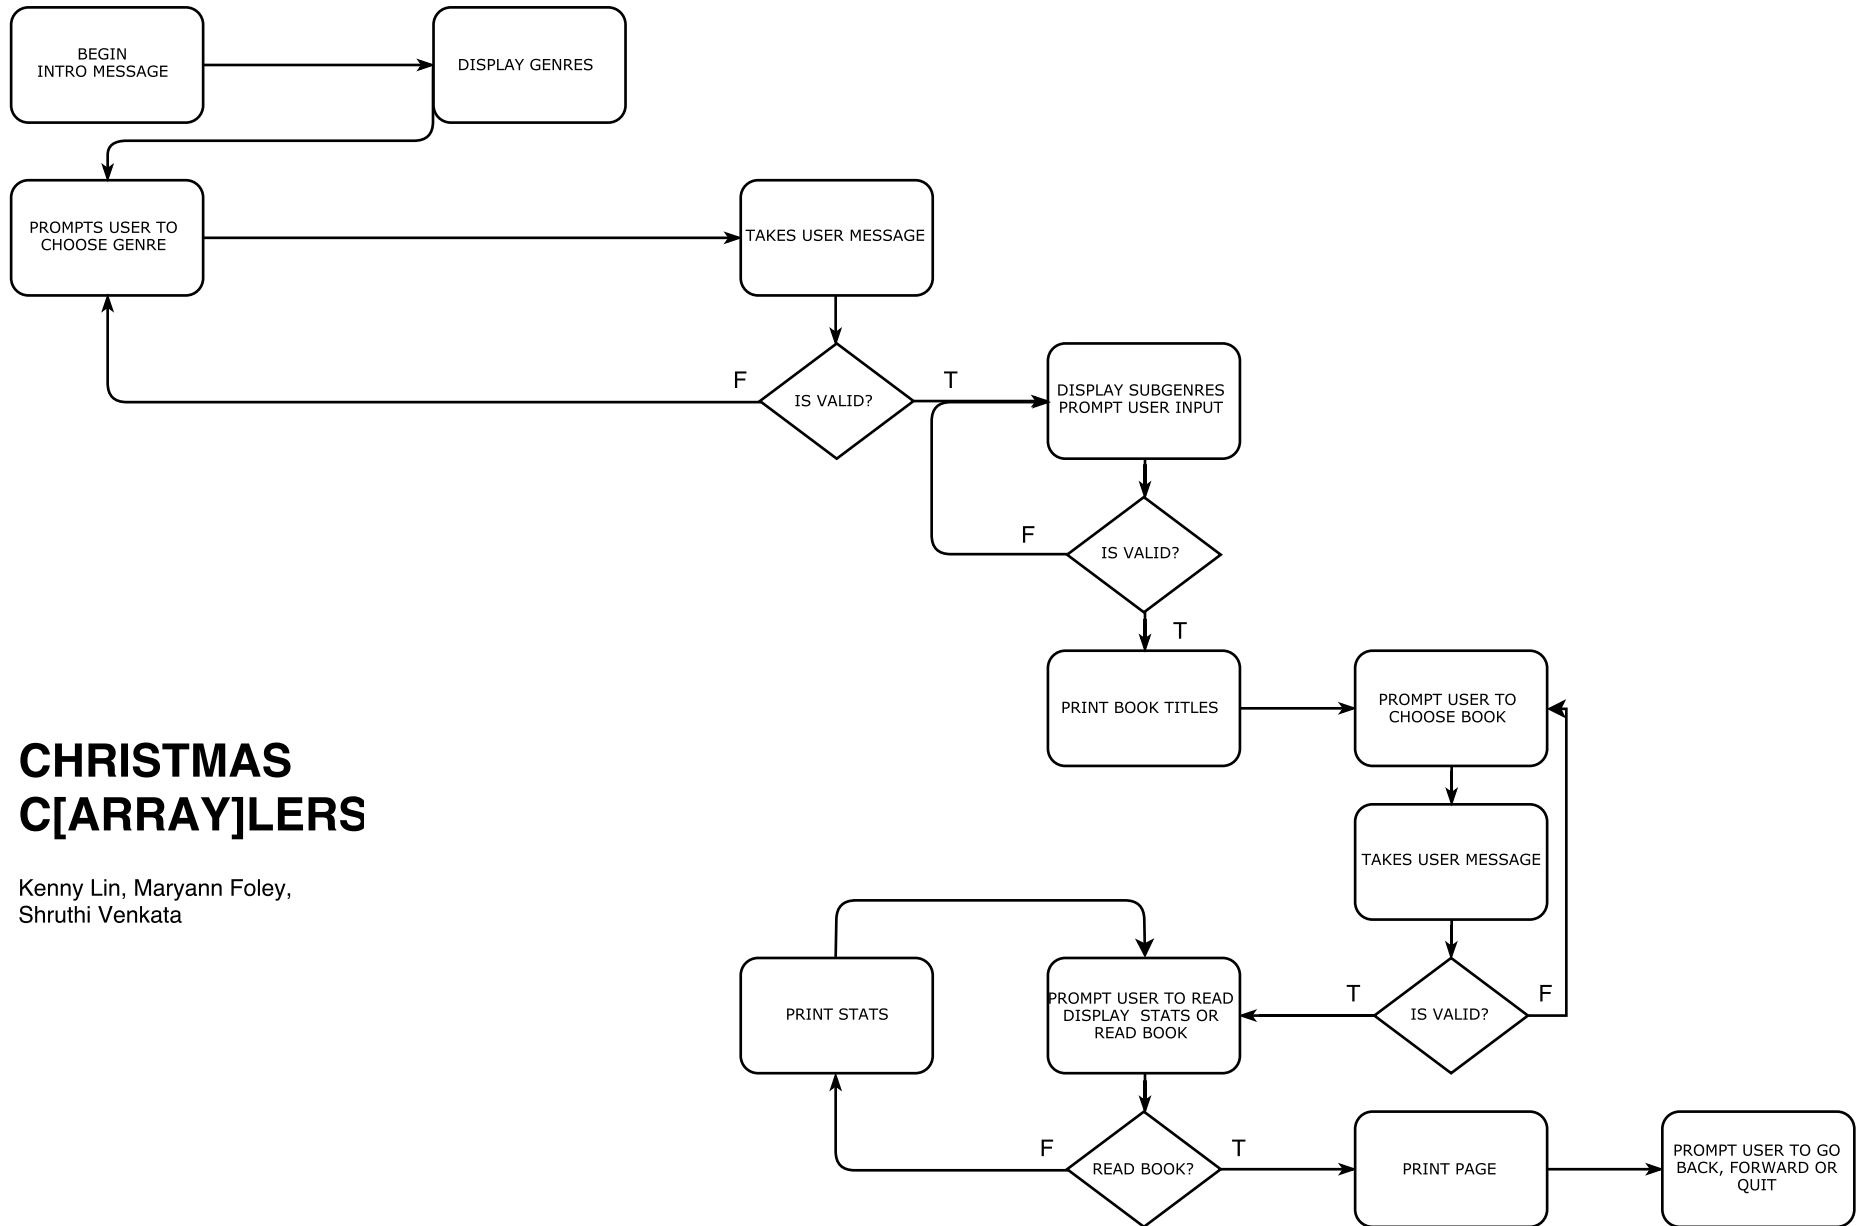 BEGIN
INTRO MESSAGE
DISPLAY GENRES
PROMPTS USER TO
CHOOSE GENRE
TAKES USER MESSAGE
F
IS VALID?
T
DISPLAY SUBGENRES
PROMPT USER INPUT
F
IS VALID?
T
PRINT BOOK TITLES
PROMPT USER TO
CHOOSE BOOK
TAKES USER MESSAGE
T
IS VALID?
F
PROMPT USER TO READ
DISPLAY STATS OR
READ BOOK
PRINT STATS
F
READ BOOK?
T
PRINT PAGE
PROMPT USER TO GO
BACK, FORWARD OR
QUIT
CHRISTMAS
C[ARRAY]LERS
Kenny Lin, Maryann Foley,
Shruthi Venkata